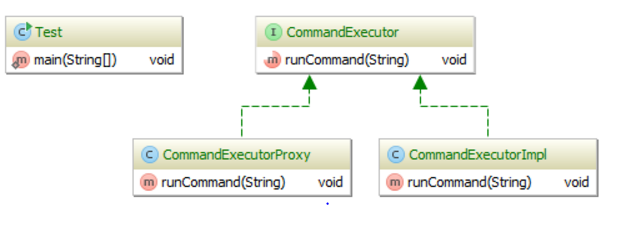 Test
main(String[]) void
CommandExecutor
runCommand(String) void
CommandExecutorProxy
runCommand(String) void
CommandExecutorImpl
runCommand(String) void